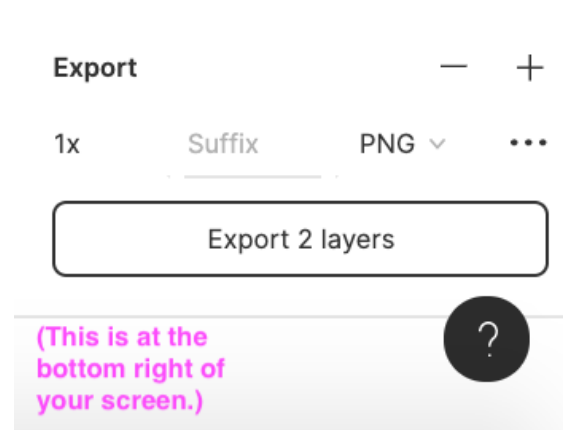 Export
1x Suffix PNG
Export 2 layers
(This is at the
bottom right of
your screen.)
?